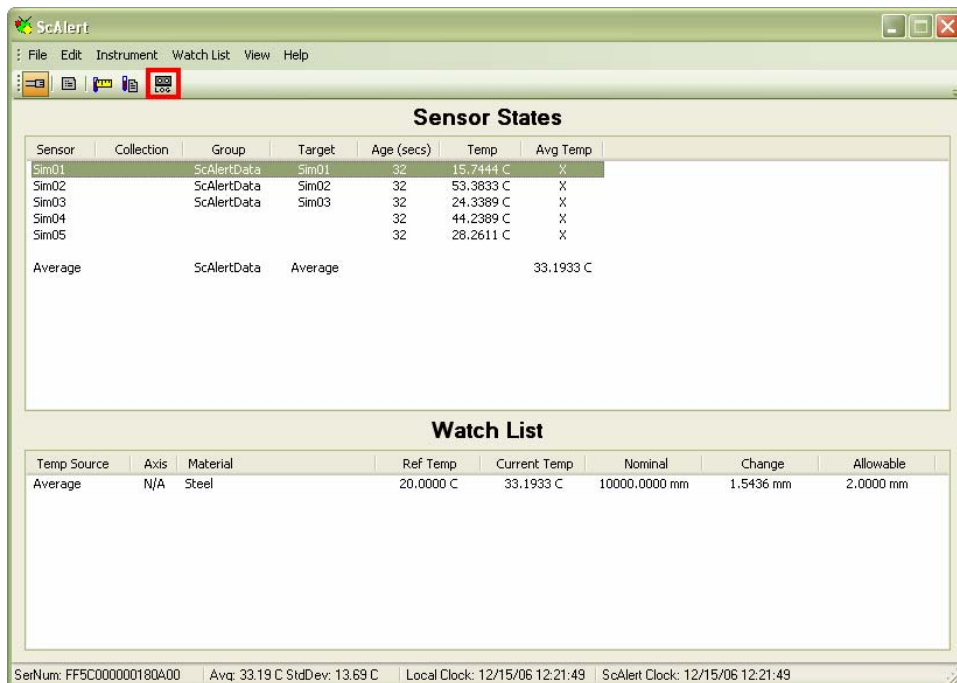 ScAlert
File Edit Instrument Watch List View Help
LOG
Sensor States
Sensor Collection Group Target Age (secs) Temp Avg Temp
Sim01 ScAlertData Sim01 32 15.7444 C X
Sim02 ScAlertData Sim02 32 53.3833 C X
Sim03 ScAlertData Sim03 32 24.3389 C X
Sim04 32 44.2389 C X
Sim05 32 28.2611 C X
Average ScAlertData Average 33.1933 C
Watch List
Temp Source Axis Material Ref Temp Current Temp Nominal Change Allowable
Average N/A Steel 20.0000 C 33.1933 C 10000.0000 mm 1.5436 mm 2.0000 mm
SerNum: FF5C000000180A00 Avg: 33.19 C StdDev: 13.69 C Local Clock: 12/15/06 12:21:49 ScAlert Clock: 12/15/06 12:21:49